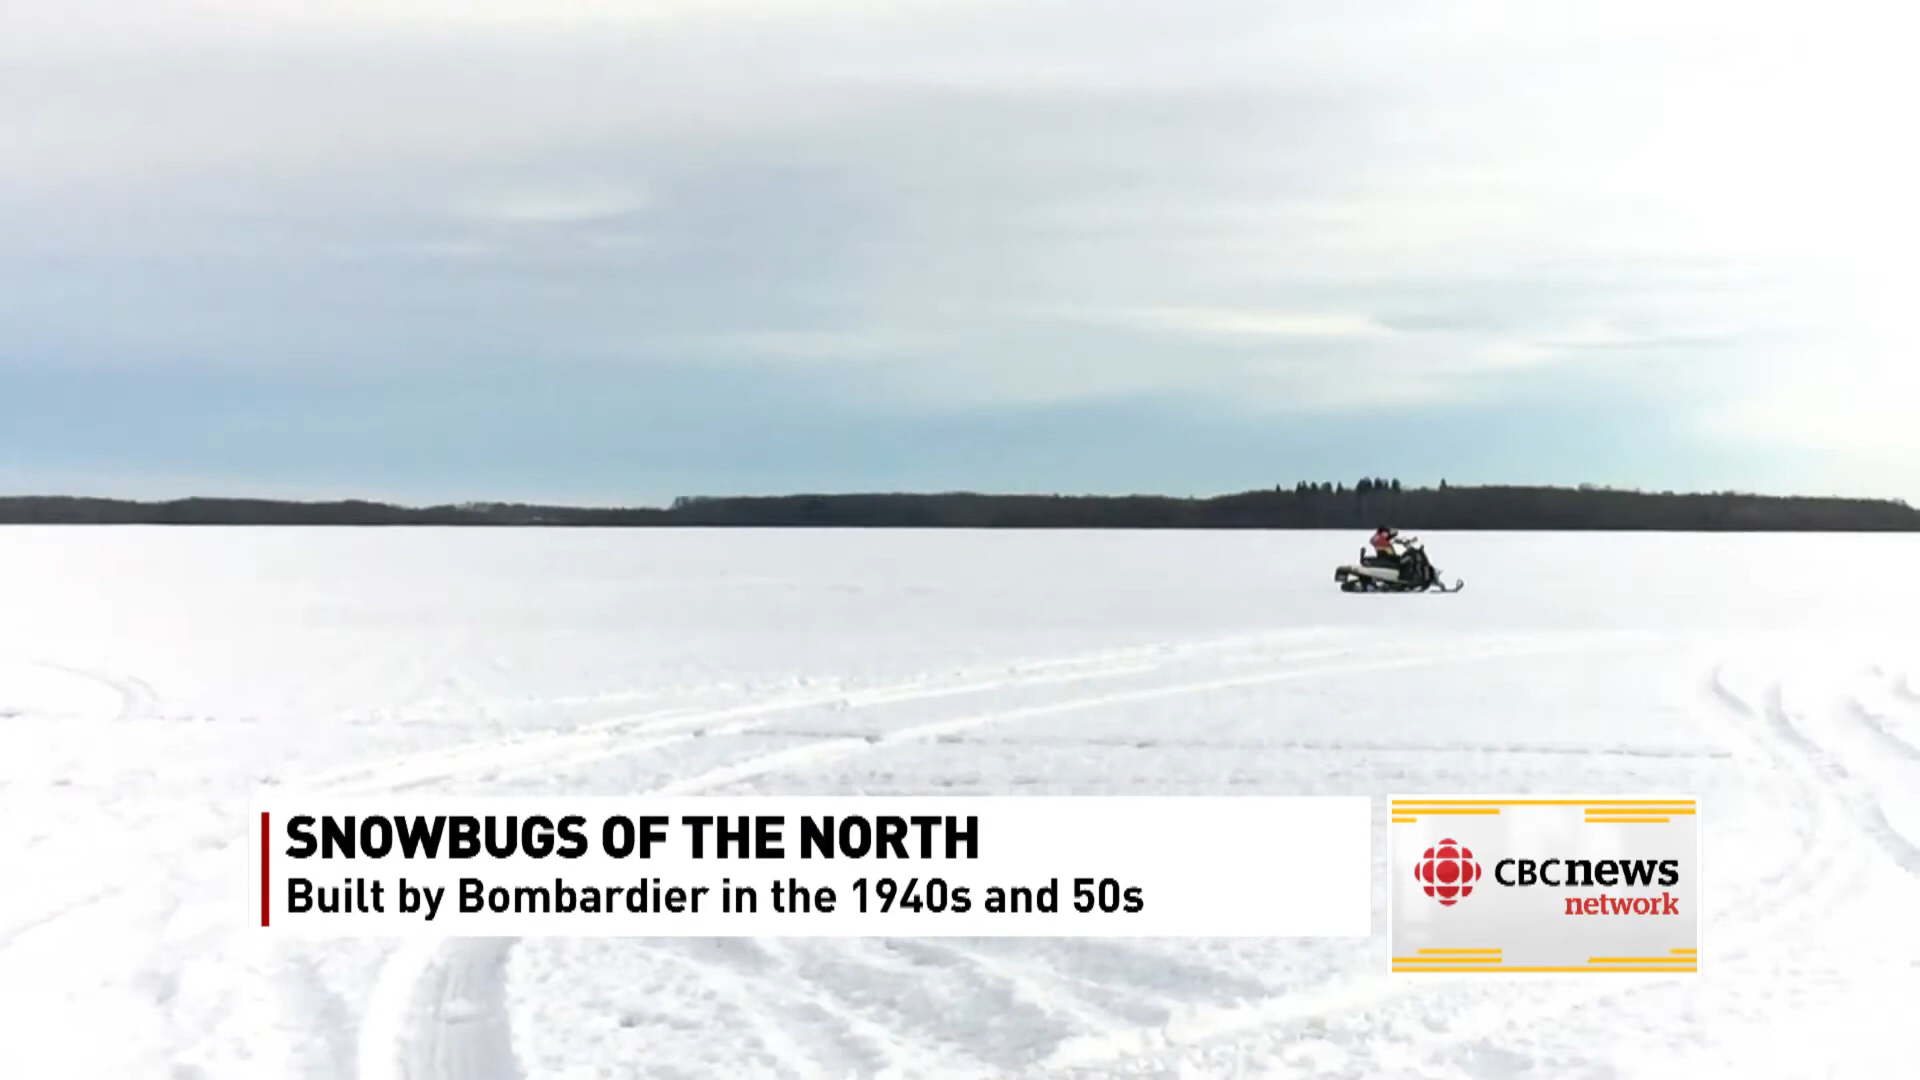 SNOWBUGS OF THE NORTH
Built by Bombardier in the 1940s and 50s
CBCnews
network